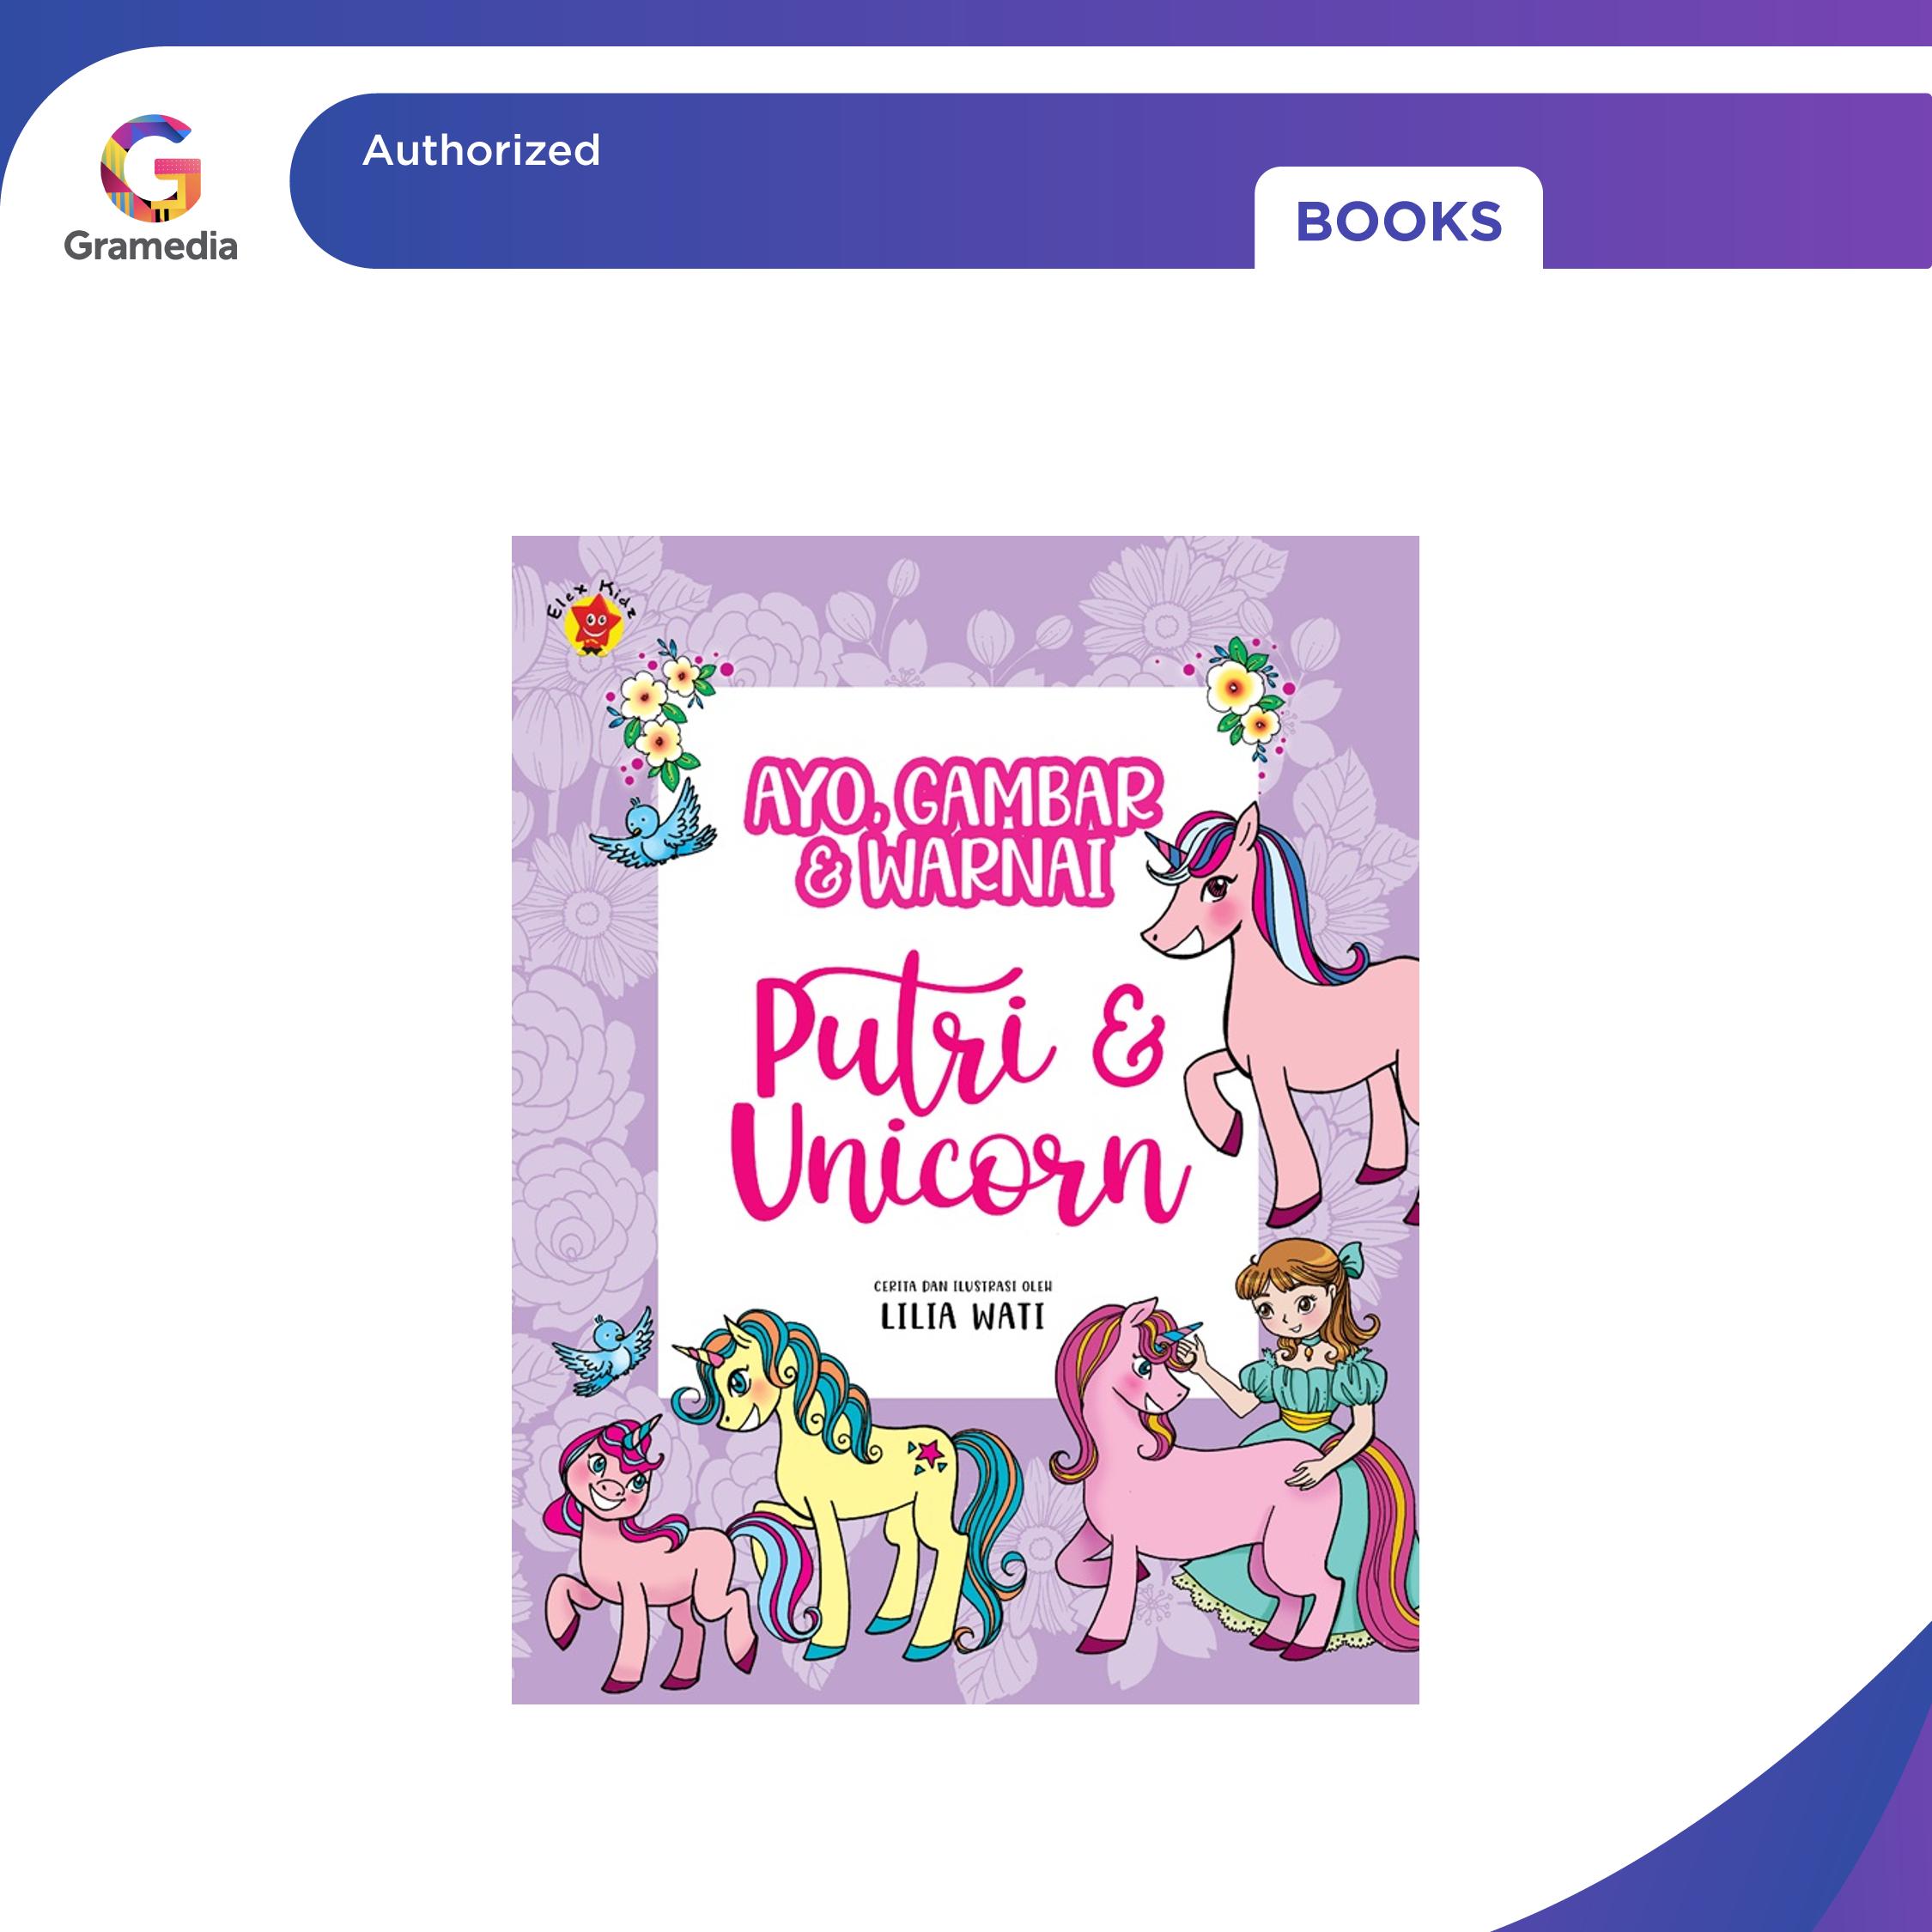 Authorized
BOOKS
Gramedia
Elex Kidz
AYO, GAMBAR
& WARNAI
Putri &
Unicorn
CERITA DAN ILUSTRASI OLEH
LILIA WATI